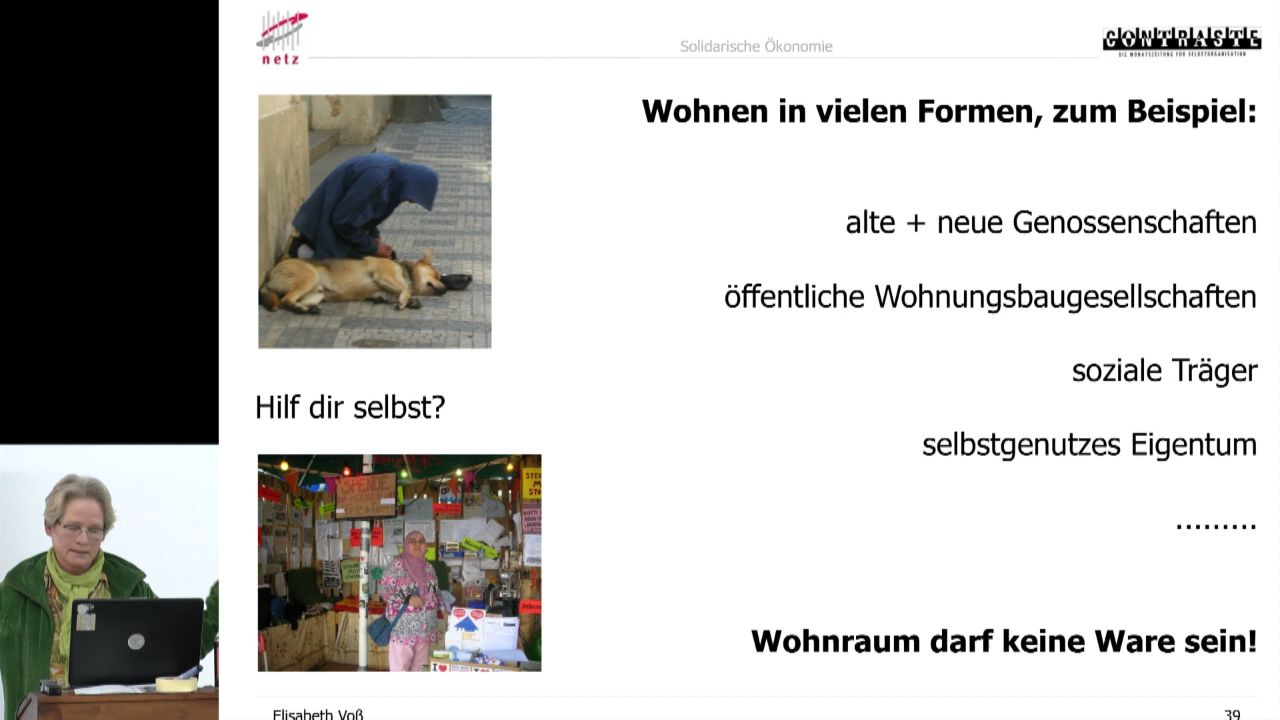 netz
Solidarische Ökonomie
CONTRASTE
DIE MONATSZEITUNG FÜR SELBSTORGANISATION
Wohnen in vielen Formen, zum Beispiel:
alte + neue Genossenschaften
öffentliche Wohnungsbaugesellschaften
soziale Träger
Hilf dir selbst?
selbstgenutzes Eigentum
.........
SPENDE
Wohnraum darf keine Ware sein!
Elisabeth Voß
39